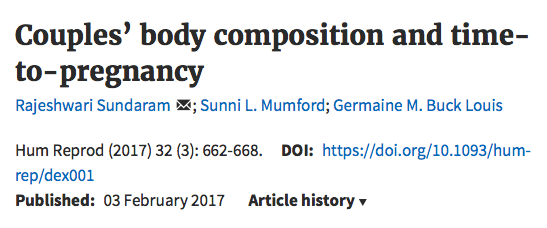 Couples’ body composition and time-
to-pregnancy
Rajeshwari Sundaram ; Sunni L. Mumford; Germaine M. Buck Louis
Hum Reprod (2017) 32 (3): 662-668. DOI: https://doi.org/10.1093/hum-
rep/dex001
Published: 03 February 2017 Article history ▾